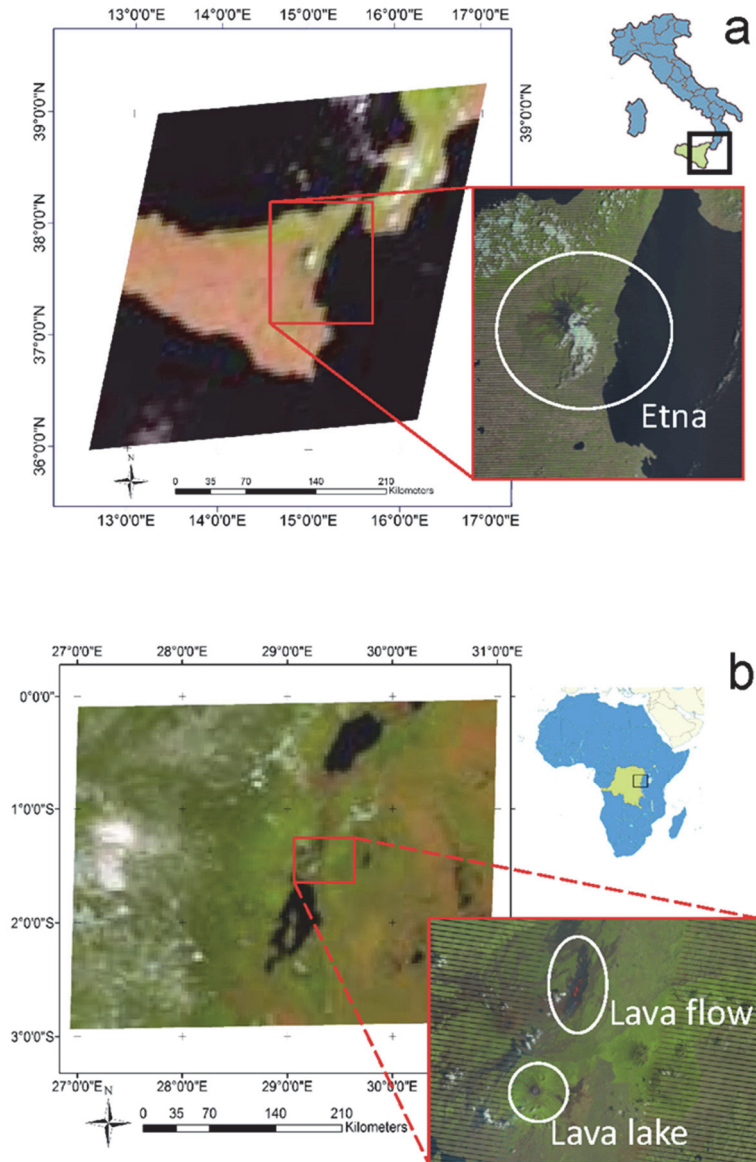 a
13°0'0"E 14°0'0"E 15°0'0"E 16°0'0"E 17°0'0"E
39°0'0"N
39°0'0"N
38°0'0"N
38°0'0"N
37°0'0"N
36°0'0"N
Etna
N
0 35 70 140 210
Kilometers
13°0'0"E 14°0'0"E 15°0'0"E 16°0'0"E 17°0'0"E
b
27°0'0"E 28°0'0"E 29°0'0"E 30°0'0"E 31°0'0"E
0°0'0"
1°0'0"S
2°0'0"S
3°0'0"S
Lava flow
Lava lake
27°0'0"E 28°0'0"E 29°0'0"E 30°0'0"
N
0 35 70 140 210
Kilometers